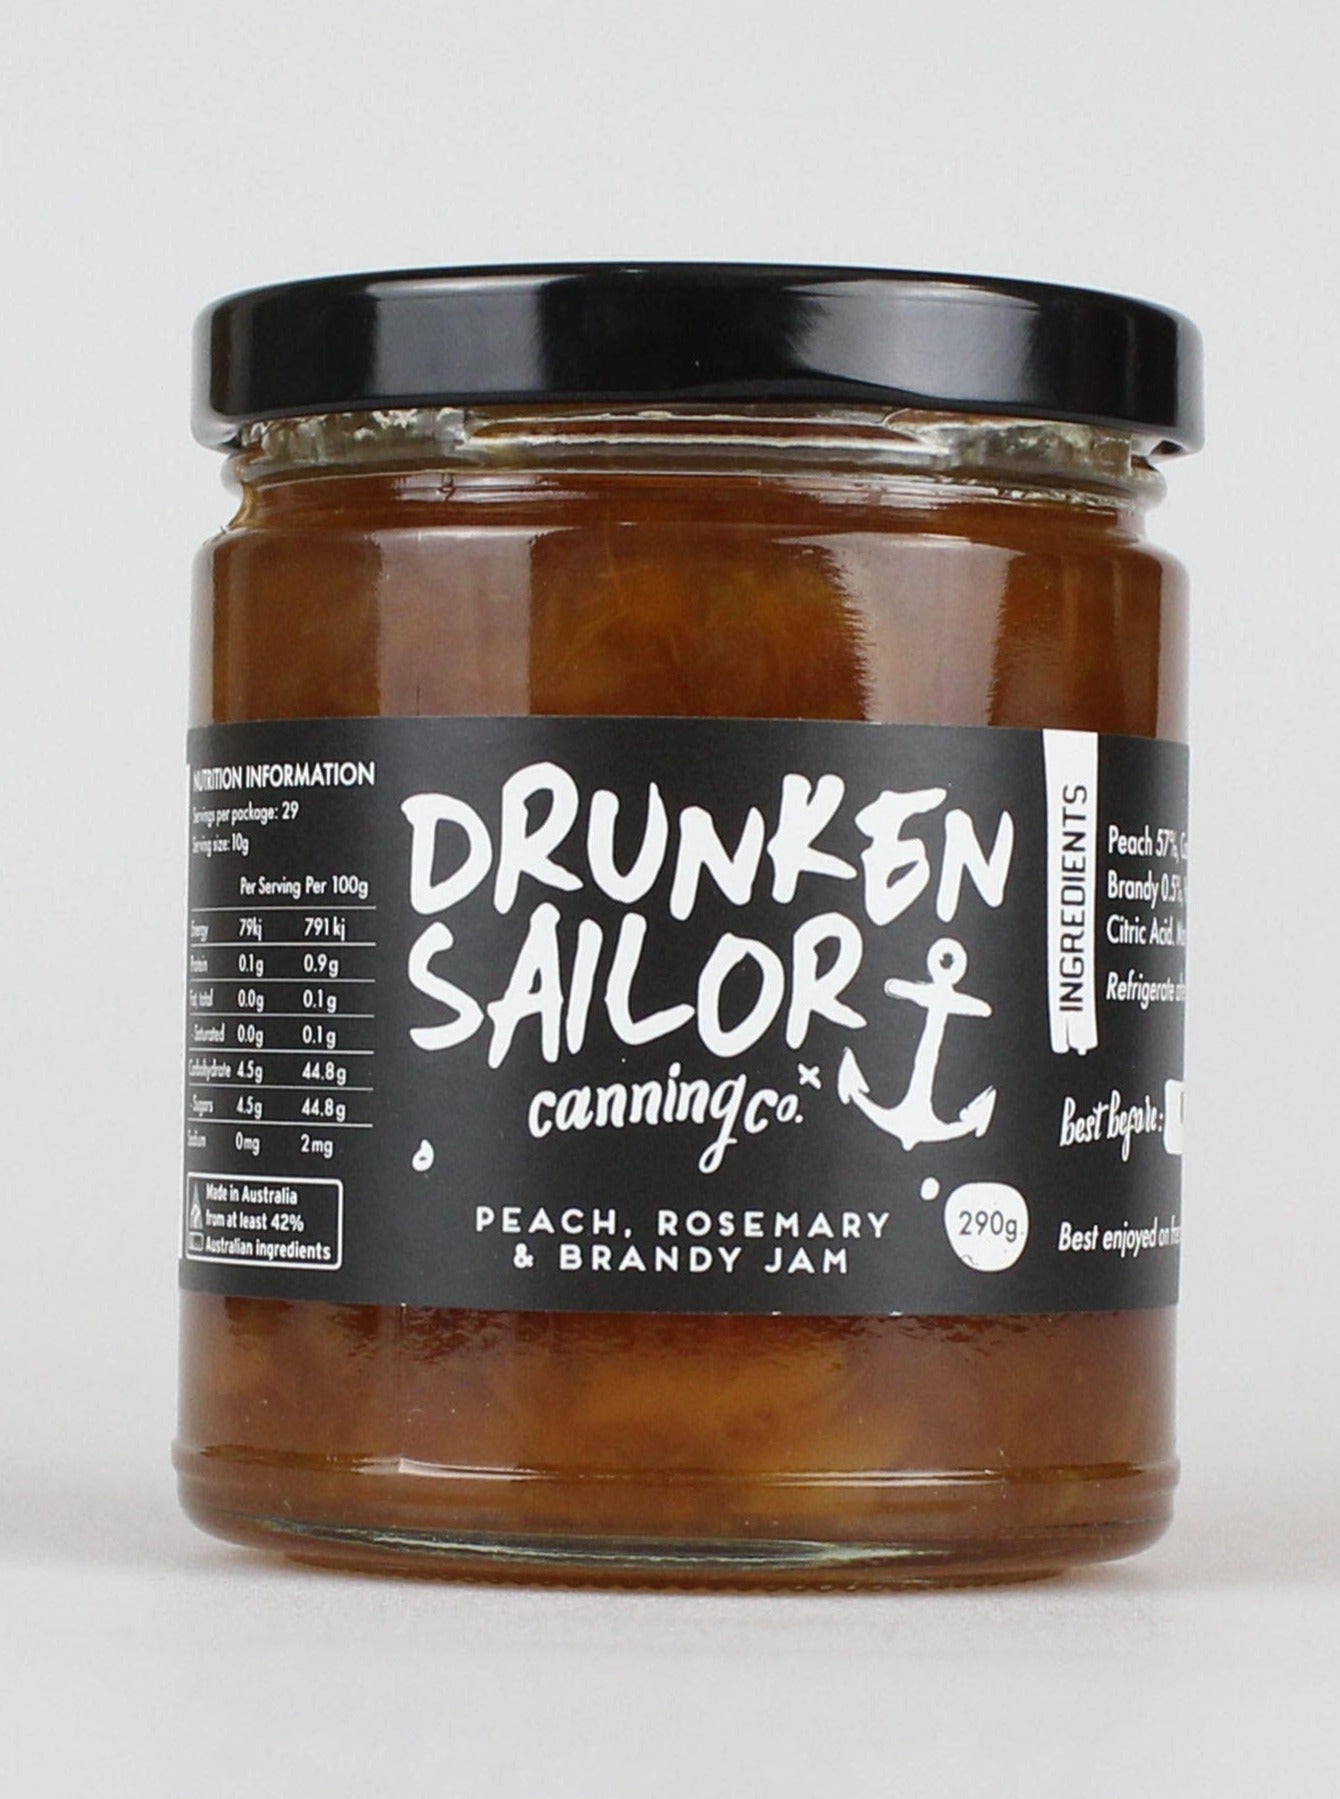 NUTRITION INFORMATION
Servings per package: 29
Serving size: 10g
Per Serving Per 100g
Energy 79kj 791kj
Protein 0.1g 0.9g
Fat, total 0.0g 0.1g
- Saturated 0.0g 0.1g
Carbohydrate 4.5g 44.8g
- Sugars 4.5g 44.8g
Sodium 0mg 2mg
Made in Australia
from at least 42%
Australian ingredients
DRUNKEN
SAILOR
canning co.
PEACH, ROSEMARY
& BRANDY JAM
290g
INGREDIENTS
Peach 57%,
Brandy 0.5%,
Citric Acid,
Refrigerate
best before:
Best enjoyed on